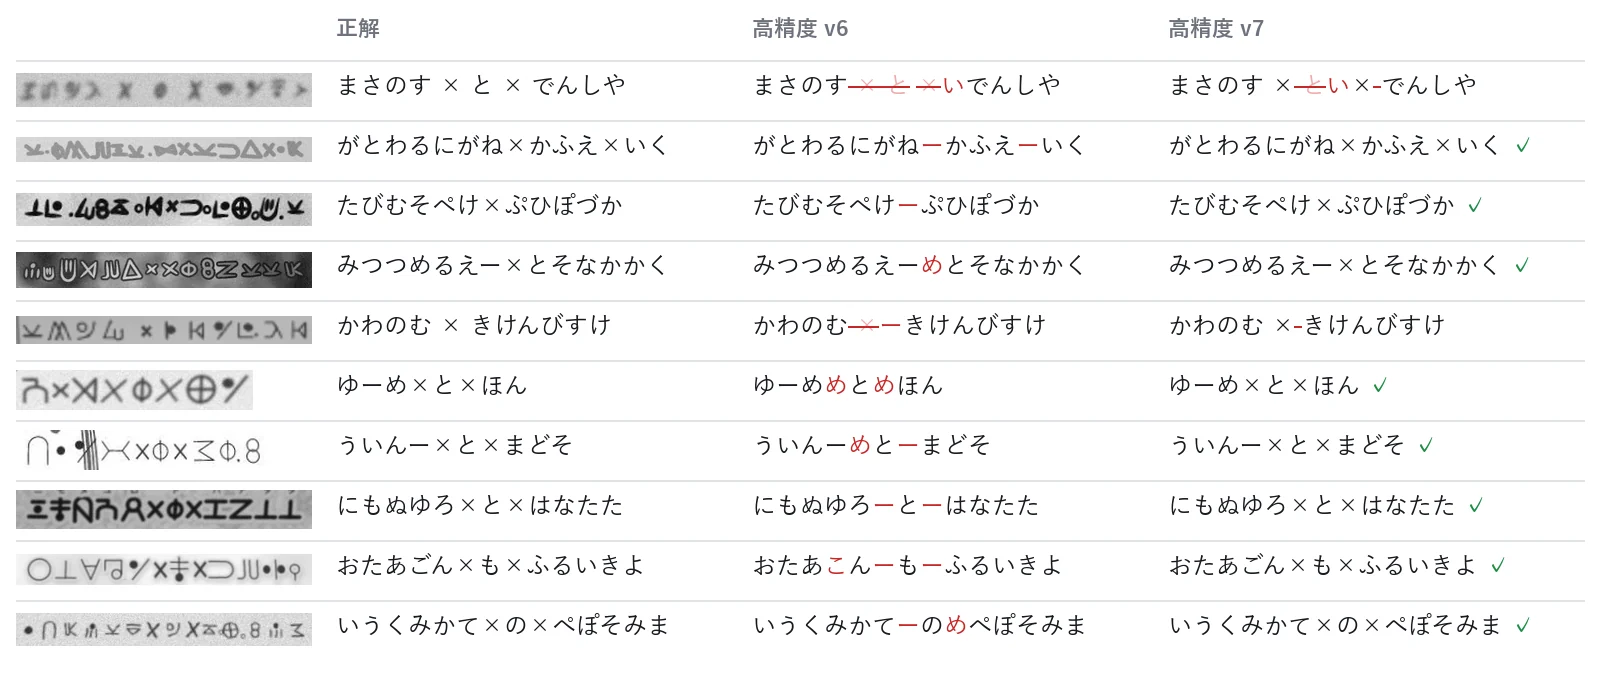 正解 高精度 v6 高精度 v7
まさのす × と × でんしや まさのす × と ×いでんしや まさのす ×とい×-でんしや
がとわるにがね×かふえ×いく がとわるにがねーかふえーいく がとわるにがね×かふえ×いく ✓
たびむそぺけ×ぷひぽづか たびむそぺけーぷひぽづか たびむそぺけ×ぷひぽづか ✓
みつつめるえー×とそなかかく みつつめるえーめとそなかかく みつつめるえー×とそなかかく ✓
かわのむ × きけんびすけ かわのむ × ーきけんびすけ かわのむ ×-きけんびすけ
ゆーめ×と×ほん ゆーめめとめほん ゆーめ×と×ほん ✓
ういんー×と×まどそ ういんーめとーまどそ ういんー×と×まどそ ✓
にもぬゆろ×と×はなたた にもぬゆろーとーはなたた にもぬゆろ×と×はなたた ✓
おたあごん×も×ふるいきよ おたあこんーもーふるいきよ おたあごん×も×ふるいきよ ✓
いうくみかて×の×ぺぽそみま いうくみかてーのめぺぽそみま いうくみかて×の×ぺぽそみま ✓